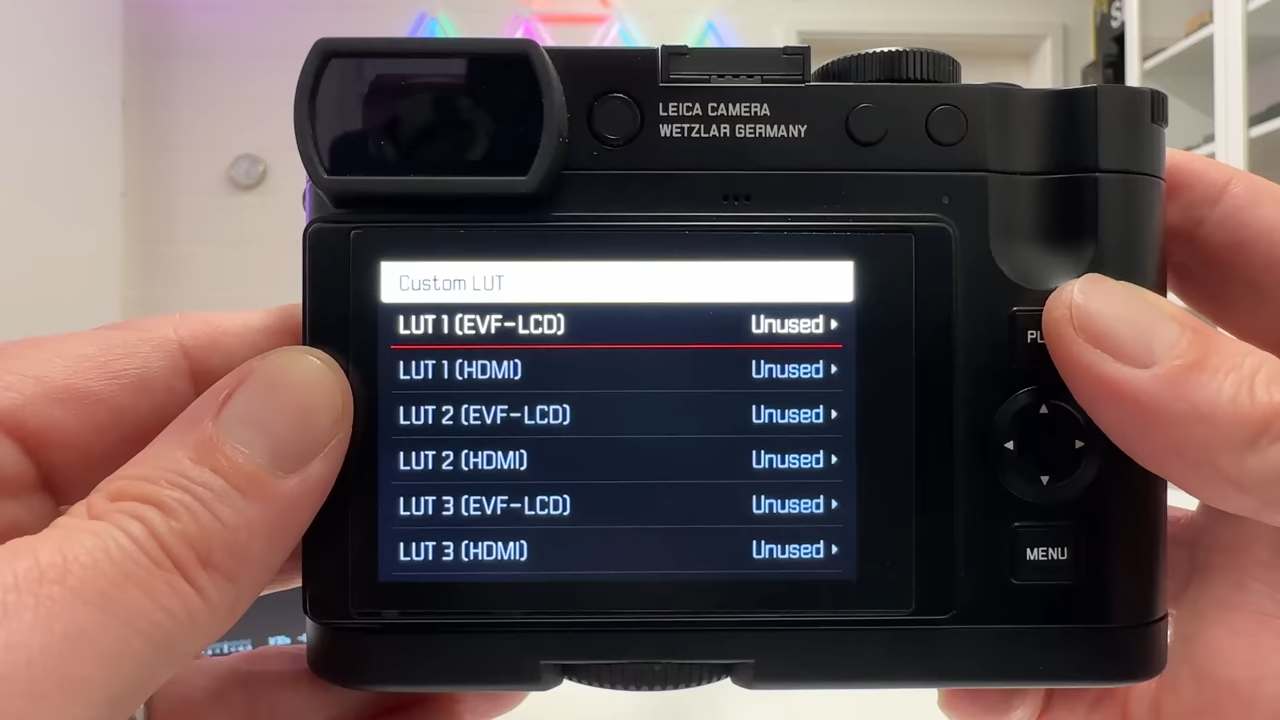 LEICA CAMERA
WETZLAR GERMANY
Custom LUT
LUT 1 (EVF-LCD) Unused
LUT 1 (HDMI) Unused
LUT 2 (EVF-LCD) Unused
LUT 2 (HDMI) Unused
LUT 3 (EVF-LCD) Unused
LUT 3 (HDMI) Unused
MENU